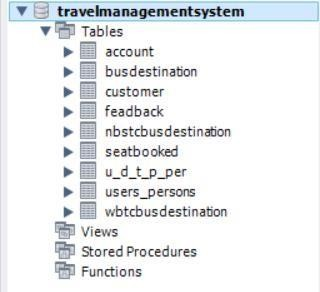 travelmanagementsystem
Tables
account
busdestination
customer
feadback
nbstcbusdestination
seatbooked
u_d_t_p_per
users_persons
wbtcbusdestination
Views
Stored Procedures
Functions